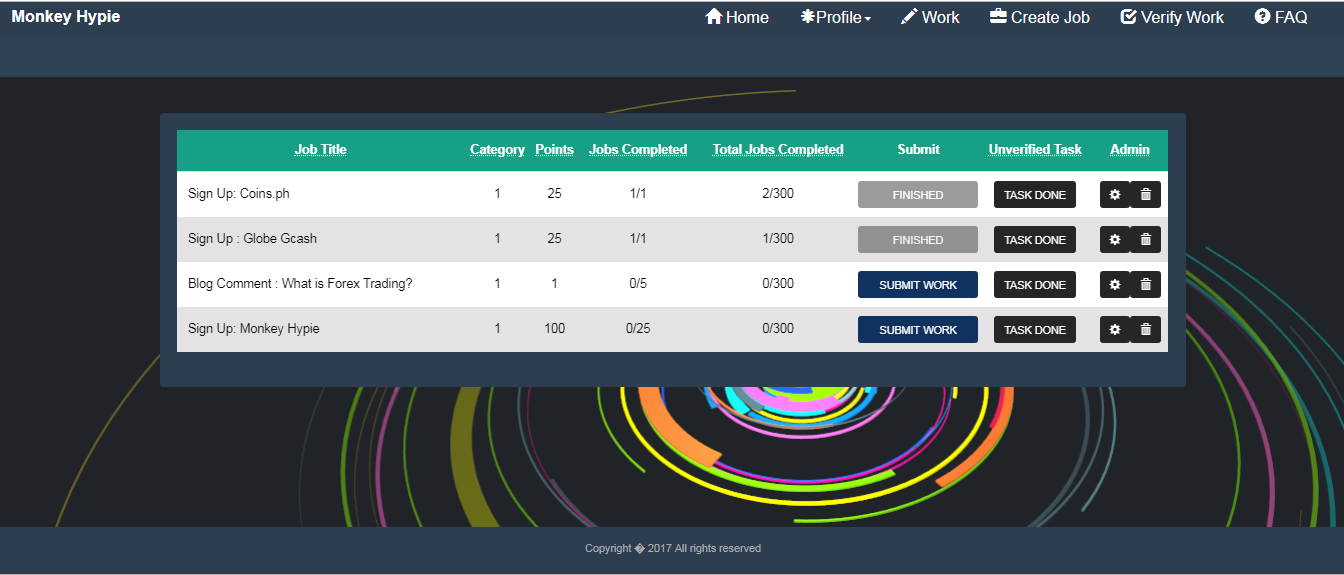 Monkey Hypie Home Profile Work Create Job Verify Work FAQ
Job Title Category Points Jobs Completed Total Jobs Completed Submit Unverified Task Admin
Sign Up: Coins.ph 1 25 1/1 2/300 FINISHED TASK DONE
Sign Up : Globe Gcash 1 25 1/1 1/300 FINISHED TASK DONE
Blog Comment : What is Forex Trading? 1 1 0/5 0/300 SUBMIT WORK TASK DONE
Sign Up: Monkey Hypie 1 100 0/25 0/300 SUBMIT WORK TASK DONE
Copyright � 2017 All rights reserved